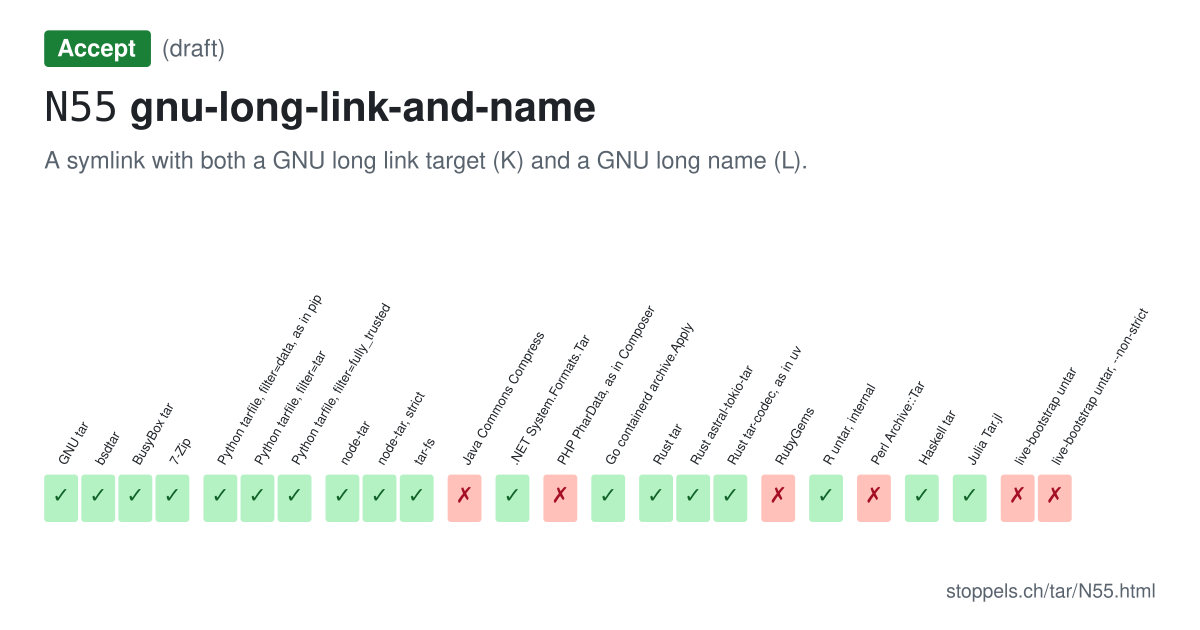 Accept (draft)
N55 gnu-long-link-and-name
A symlink with both a GNU long link target (K) and a GNU long name (L).
GNU tar
bsdtar
BusyBox tar
7-Zip
Python tarfile, filter=data, as in pip
Python tarfile, filter=tar
Python tarfile, filter=fully_trusted
node-tar
node-tar, strict
tar-fs
Java Commons Compress
.NET System.Formats.Tar
PHP PharData, as in Composer
Go containerd archive.Apply
Rust tar
Rust astral-tokio-tar
Rust tar-codec, as in uv
RubyGems
R untar, internal
Perl Archive::Tar
Haskell tar
Julia Tar.jl
live-bootstrap untar
live-bootstrap untar, --non-strict
✓ ✓ ✓ ✓ ✓ ✓ ✓ ✓ ✓ ✓ ✗ ✓ ✗ ✓ ✓ ✓ ✓ ✗ ✓ ✗ ✓ ✓ ✗ ✗
stoppels.ch/tar/N55.html